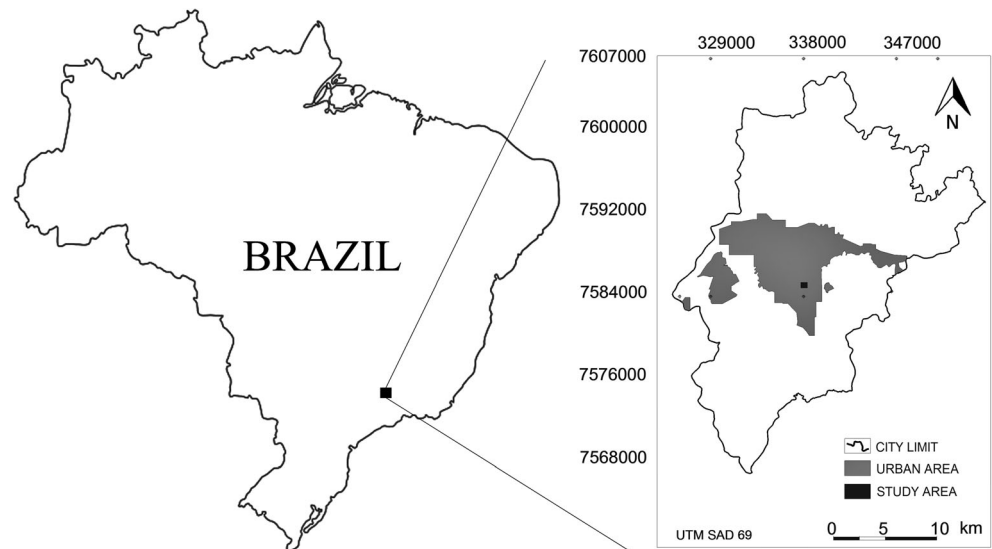 329000 338000 347000
7607000
N
7600000
7592000
BRAZIL
7584000
7576000
CITY LIMIT
7568000
URBAN AREA
STUDY AREA
UTM SAD 69
0 5 10 km